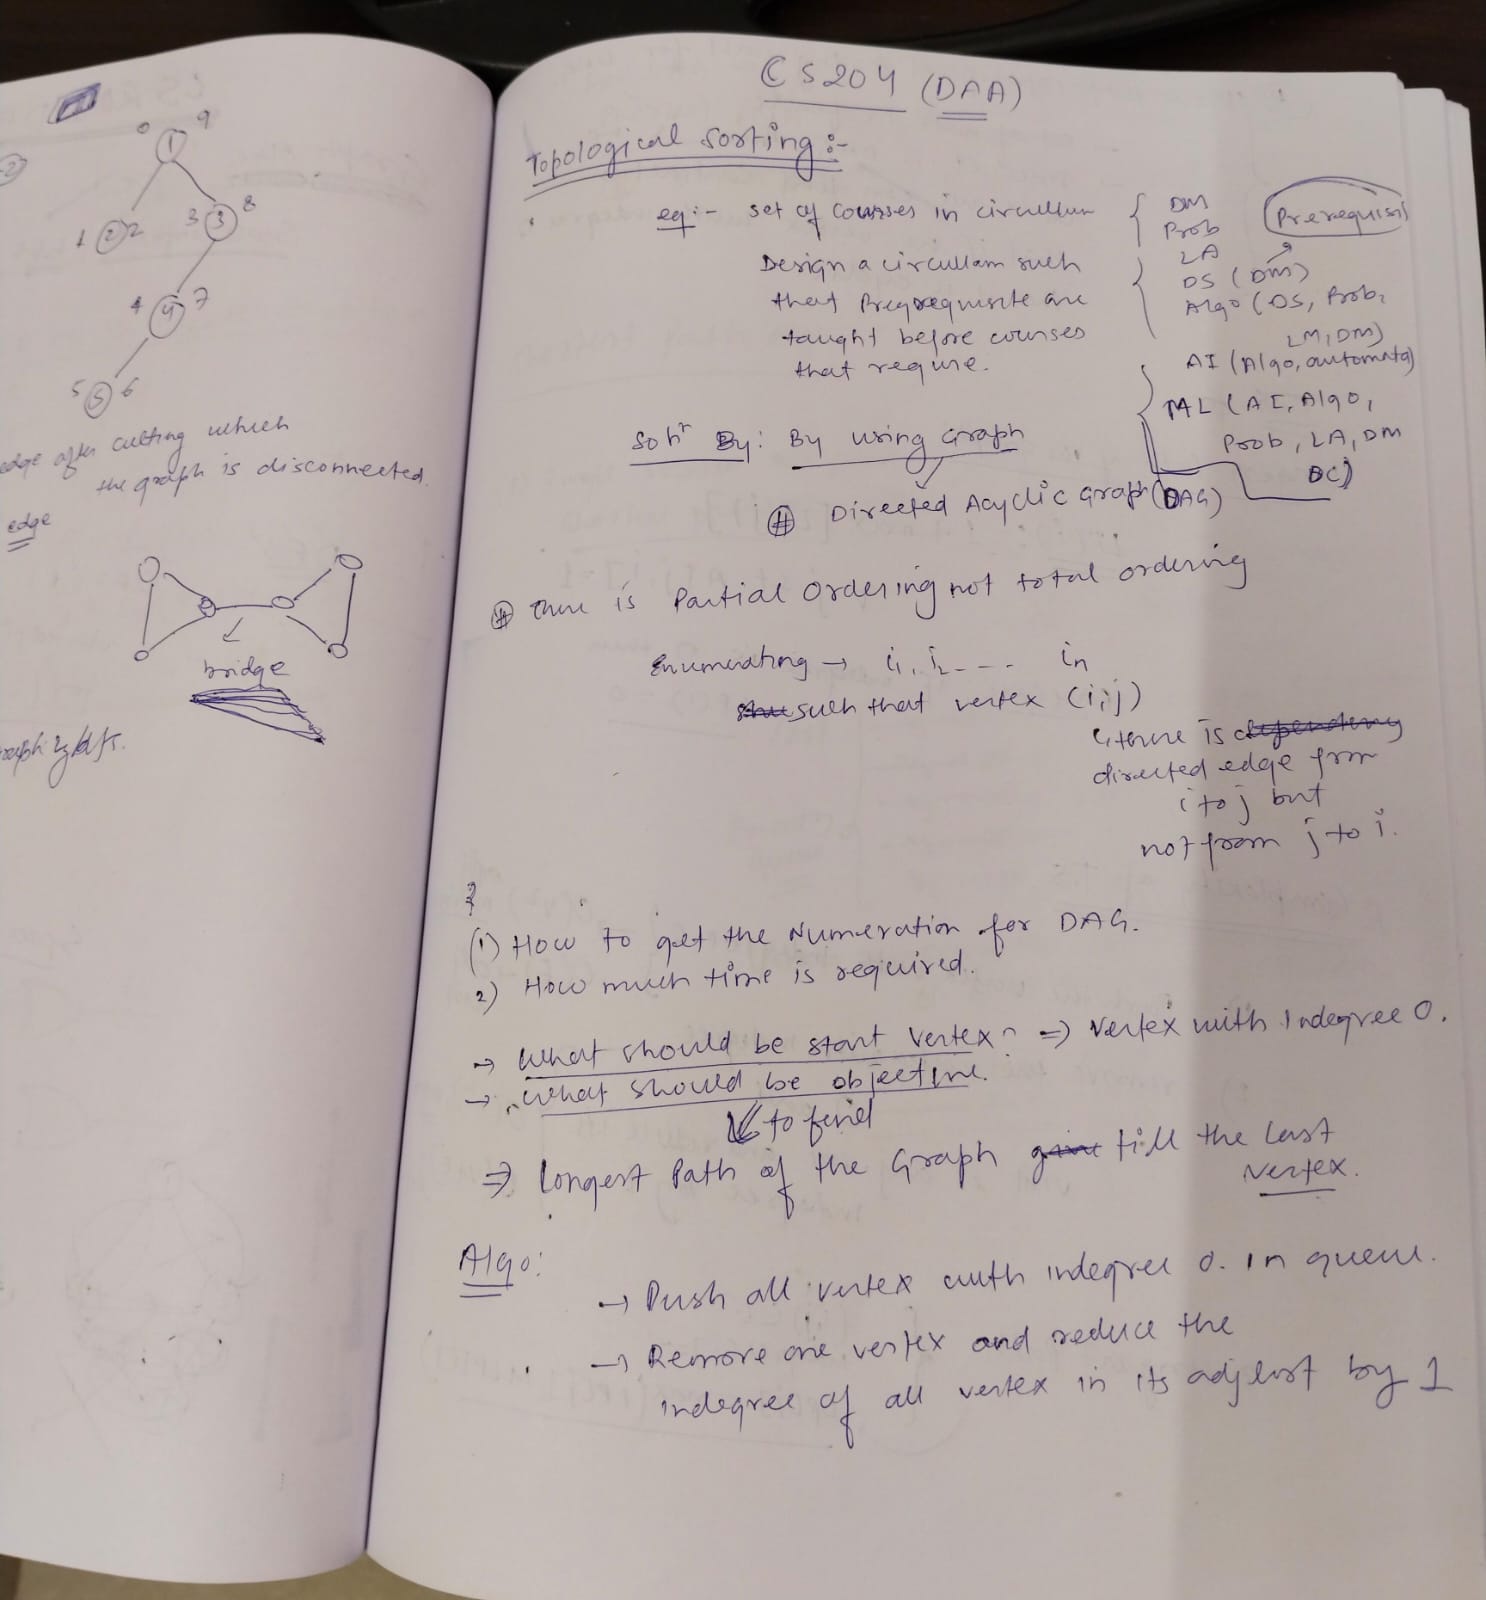 0 1 9
1 2 2 3 3 8
4 4 7
5 5 6
edge after cutting which
the graph is disconnected.
edge
bridge
CS204 (DAA)
Topological Sorting :-
eg:- set of courses in circullum
Design a circullam such
that Preqrequisite are
taught before courses
that require.
DM
Prob
LA
DS (DM)
Algo (DS, Prob,
LM, DM)
AI (Algo, automata)
ML (AI, Algo,
Prob, LA, DM
DC)
Prerequisi
Soln By: By using Graph
Directed Acyclic Graph (DAG)
There is Partial Ordering not total ordering
Enumerating → i1, i2 - - - in
such that vertex (i,j)
there is dependency
directed edge from
i to j but
not from j to i.
(1) How to get the Numeration for DAG.
2) How much time is required.
→ What should be start vertex ⇒ Vertex with Indegree 0.
→ What should be objective.
to find
⇒ Longest Path of the Graph till the last
vertex.
Algo:
→ Push all vertex with indegree 0. in queue.
→ Remove one vertex and reduce the
indegree of all vertex in its adj list by 1